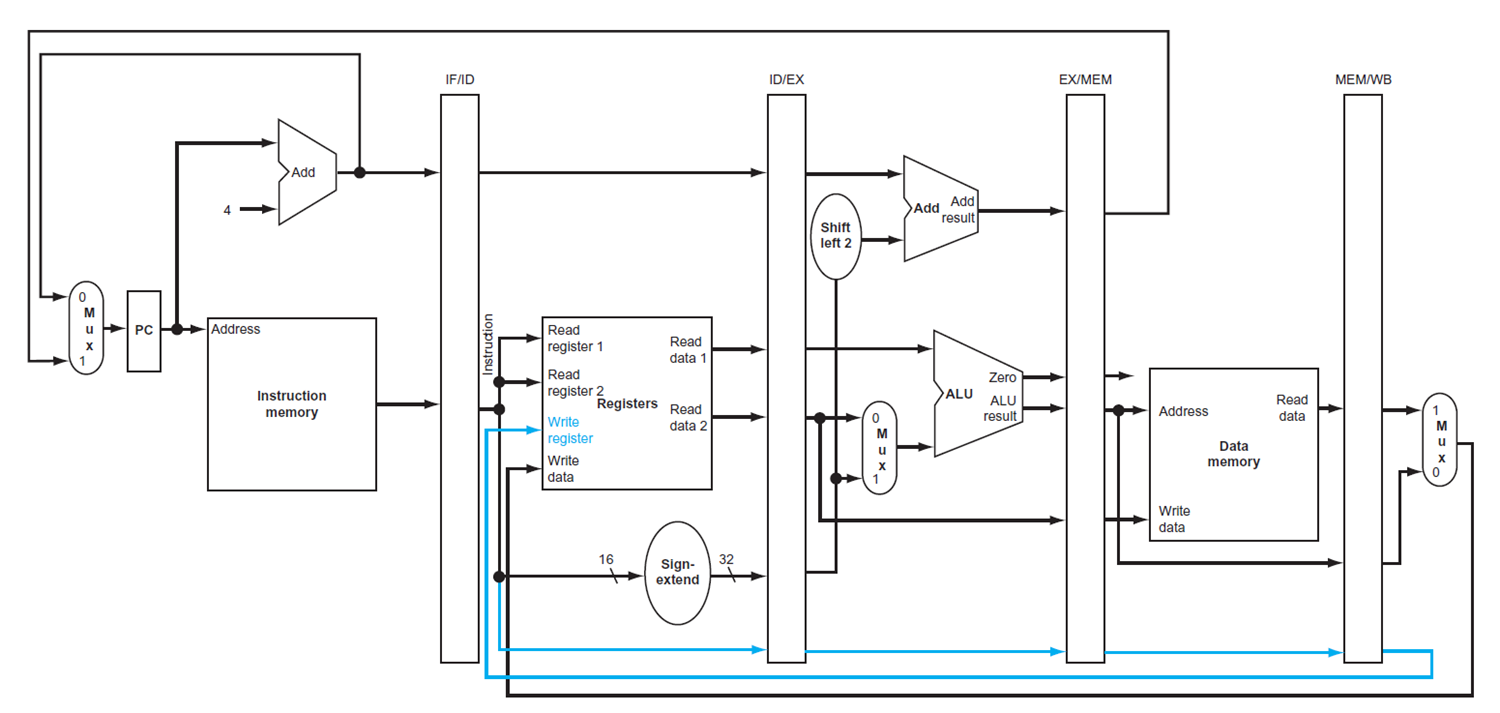 IF/ID
ID/EX
EX/MEM
MEM/WB
Add
4
Add
Add
result
Shift
left 2
0
M
u
x
1
PC
Address
Instruction
memory
Instruction
Read
register 1
Read
register 2
Write
register
Write
data
Registers
Read
data 1
Read
data 2
0
M
u
x
1
Zero
ALU
ALU
result
Address
Read
data
Data
memory
Write
data
1
M
u
x
0
16
Sign-
extend
32